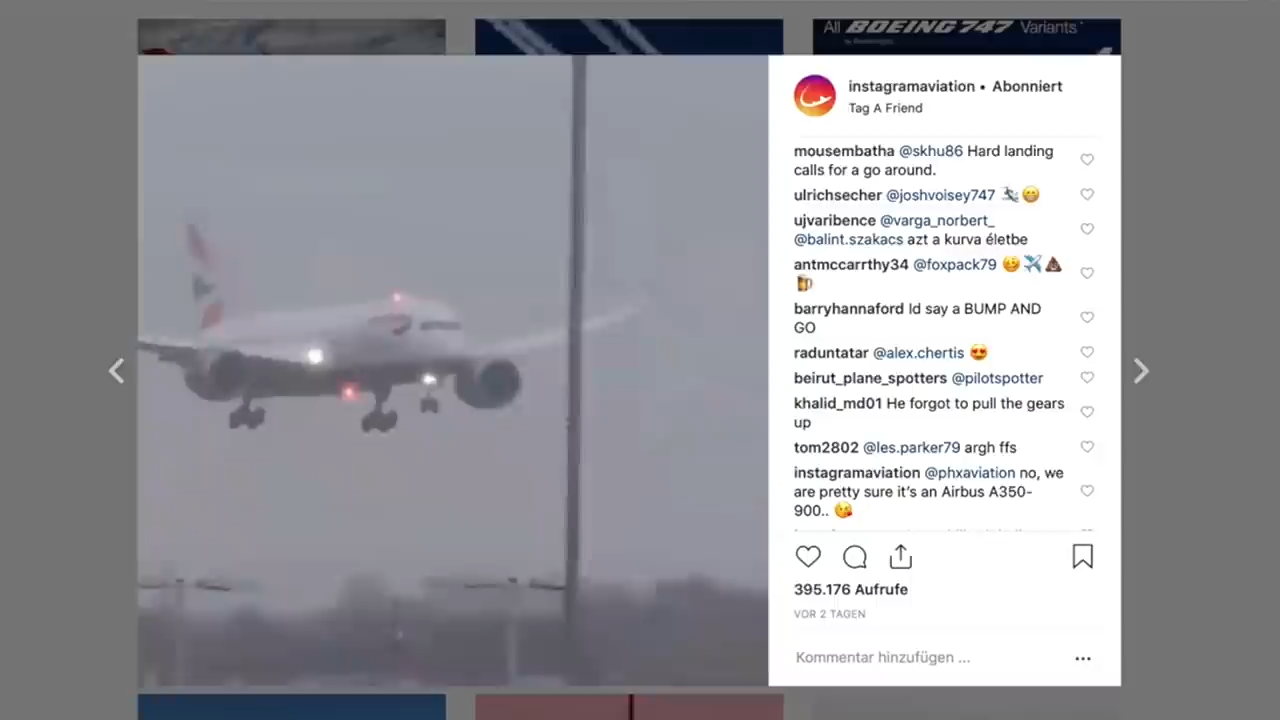 All BOEING 747 Variants
instagramaviation • Abonniert
Tag A Friend
mousembatha @skhu86 Hard landing
calls for a go around.
ulrichsecher @joshvoisey747 🎿😁
ujvaribence @varga_norbert_
@balint.szakacs azt a kurva életbe
antmccarrthy34 @foxpack79 🥴✈️💩
🍺
barryhannaford Id say a BUMP AND
GO
raduntatar @alex.chertis 😍
beirut_plane_spotters @pilotspotter
khalid_md01 He forgot to pull the gears
up
tom2802 @les.parker79 argh ffs
instagramaviation @phxaviation no, we
are pretty sure it’s an Airbus A350-
900.. 😘
395.176 Aufrufe
VOR 2 TAGEN
Kommentar hinzufügen ...